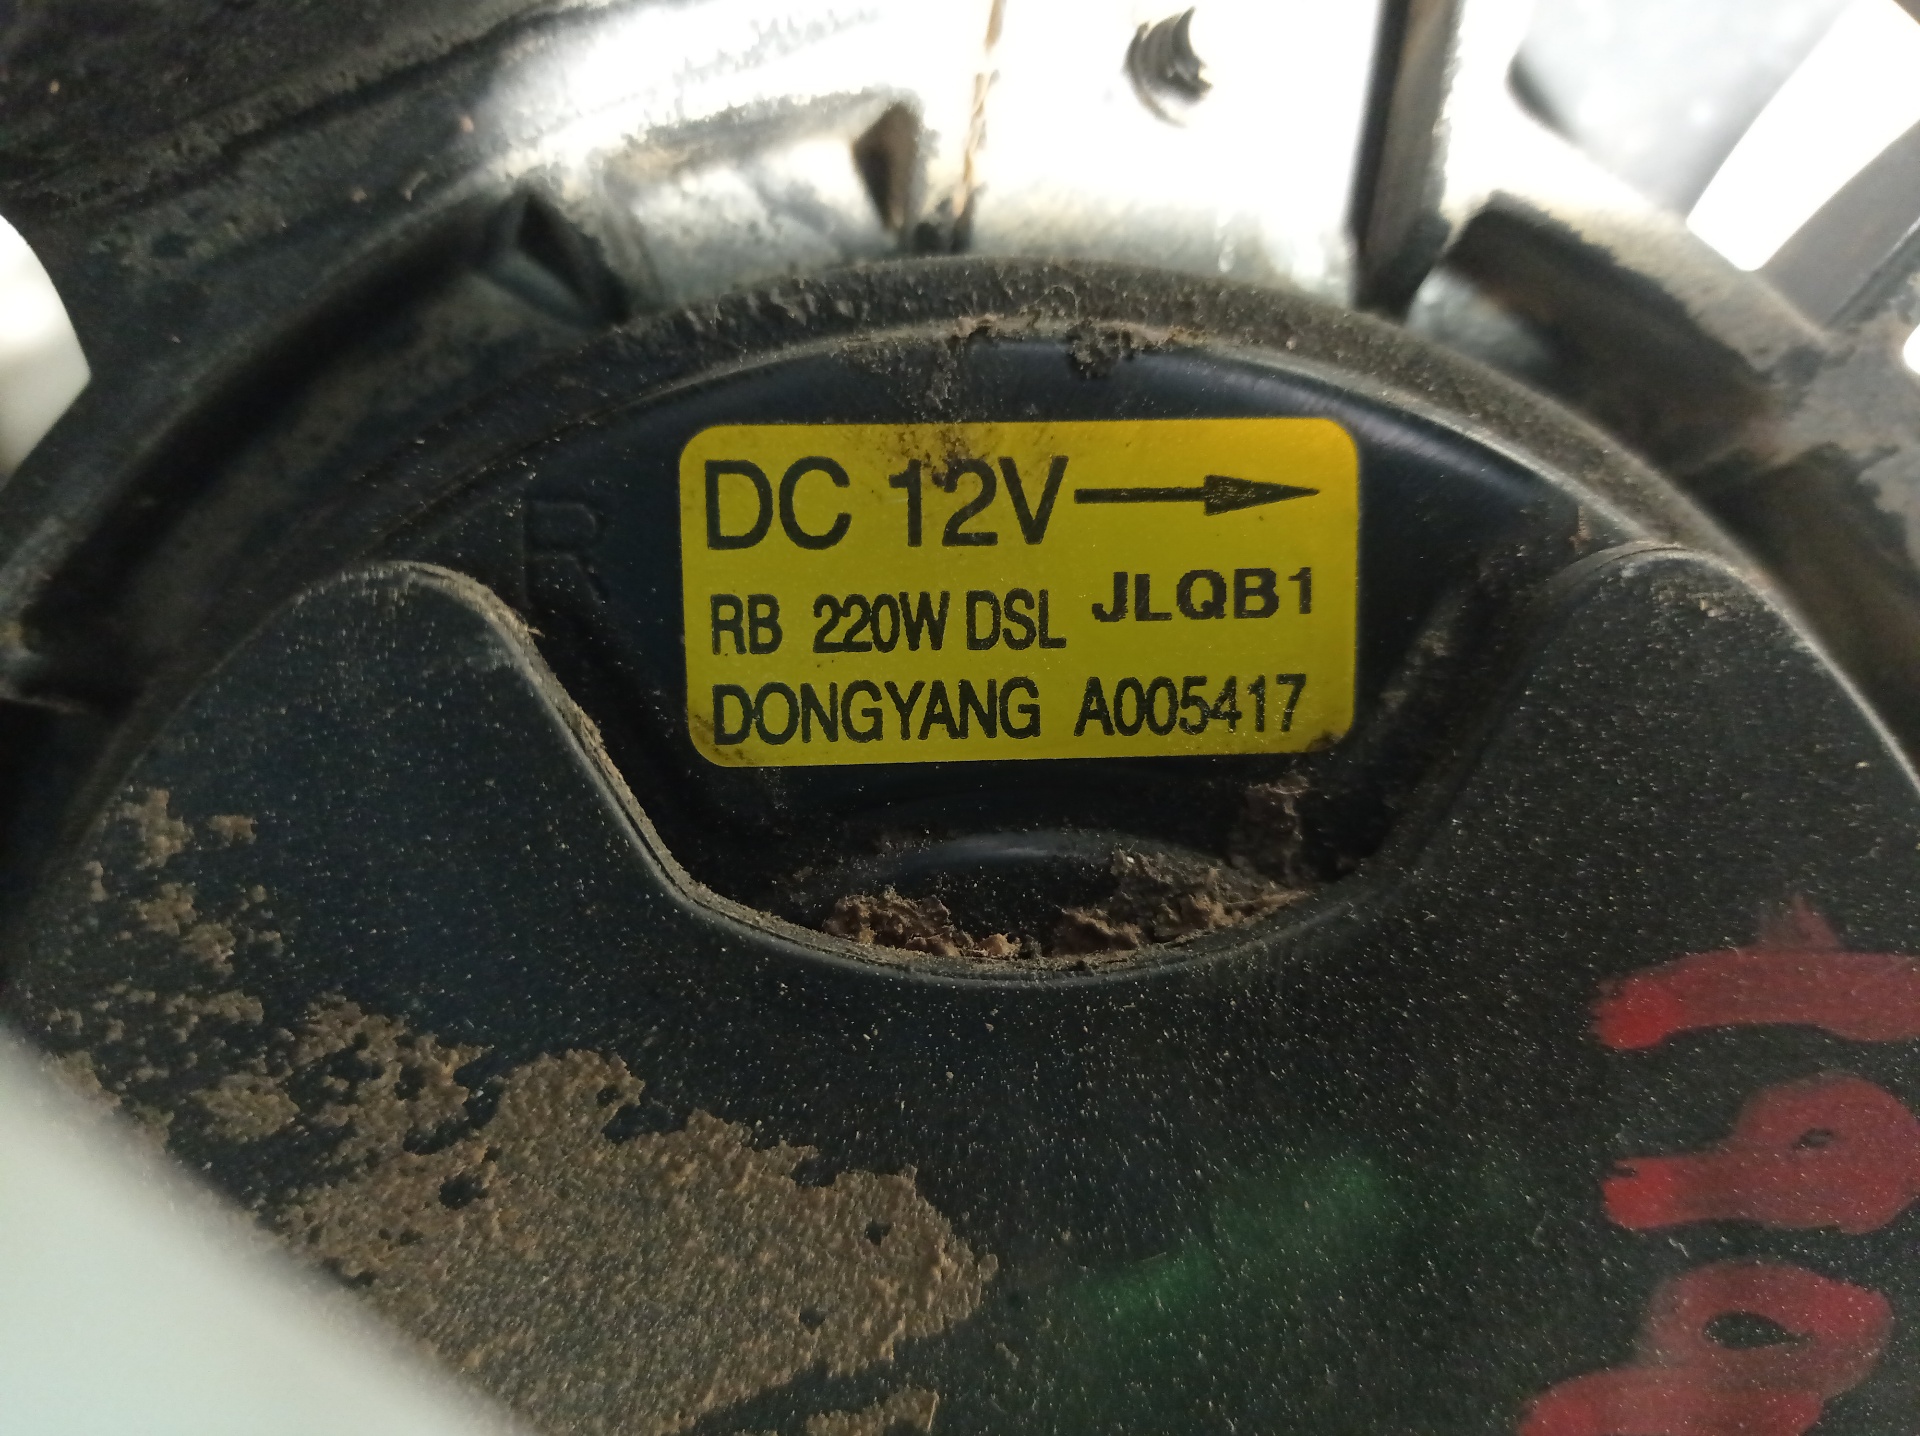 DC 12V
RB 220W DSL JLQB1
DONGYANG A005417
R